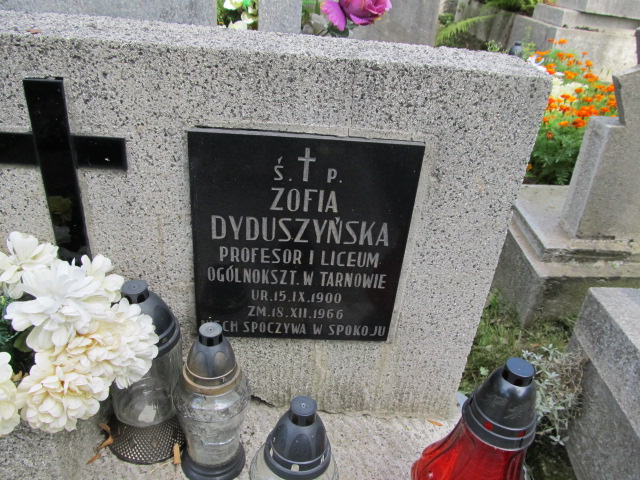 Ś. P.
ZOFIA
DYDUSZYŃSKA
PROFESOR I LICEUM
OGÓLNOKSZT. W TARNOWIE
UR. 15.IX.1900
ZM. 18.XII.1966
NIECH SPOCZYWA W SPOKOJU